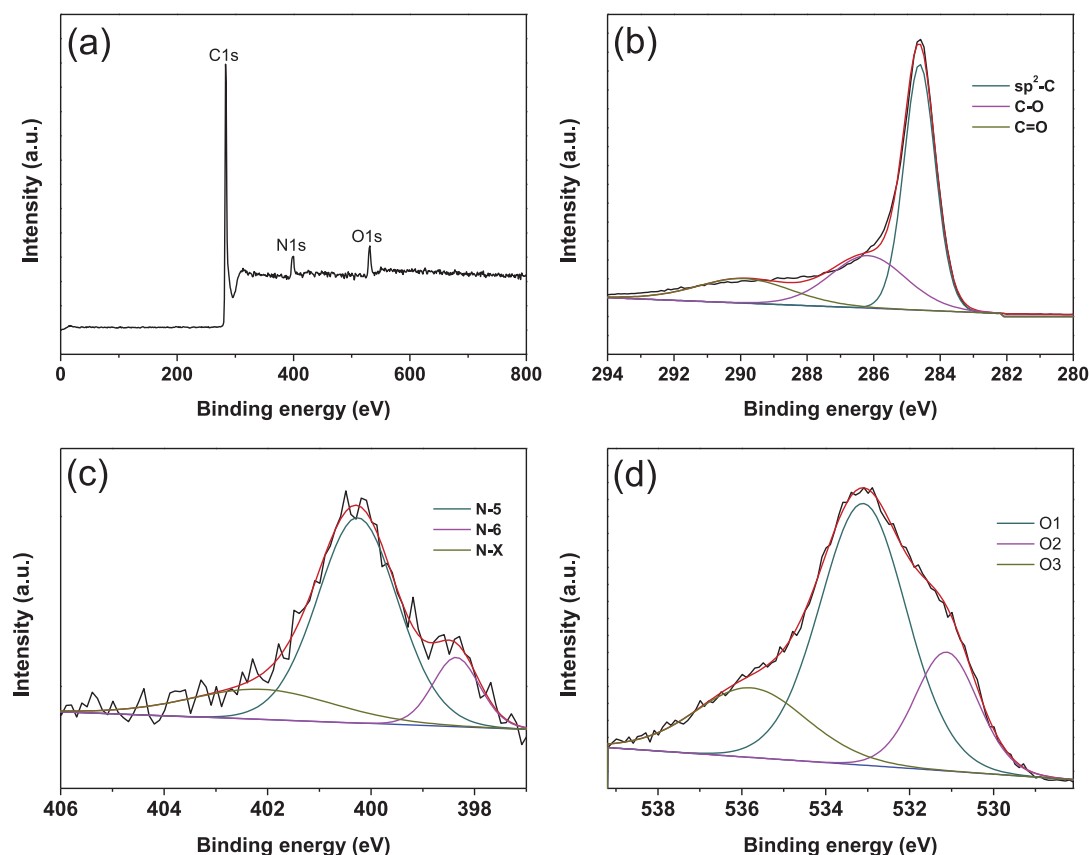 (a)
C1s
N1s
O1s
Intensity (a.u.)
0 200 400 600 800
Binding energy (eV)
(b)
sp²-C
C-O
C=O
Intensity (a.u.)
294 292 290 288 286 284 282 280
Binding energy (eV)
(c)
N-5
N-6
N-X
Intensity (a.u.)
406 404 402 400 398
Binding energy (eV)
(d)
O1
O2
O3
Intensity (a.u.)
538 536 534 532 530
Binding energy (eV)